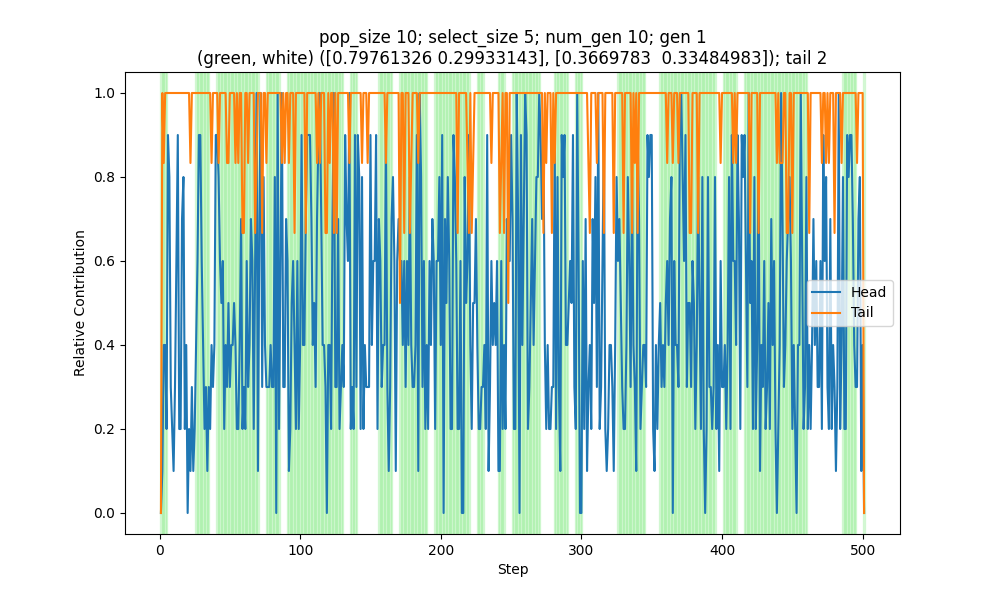 pop_size 10; select_size 5; num_gen 10; gen 1
(green, white) ([0.79761326 0.29933143], [0.3669783  0.33484983]); tail 2
1.0
0.8
0.6
0.4
0.2
0.0
Relative Contribution
Head
Tail
0
100
200
300
400
500
Step